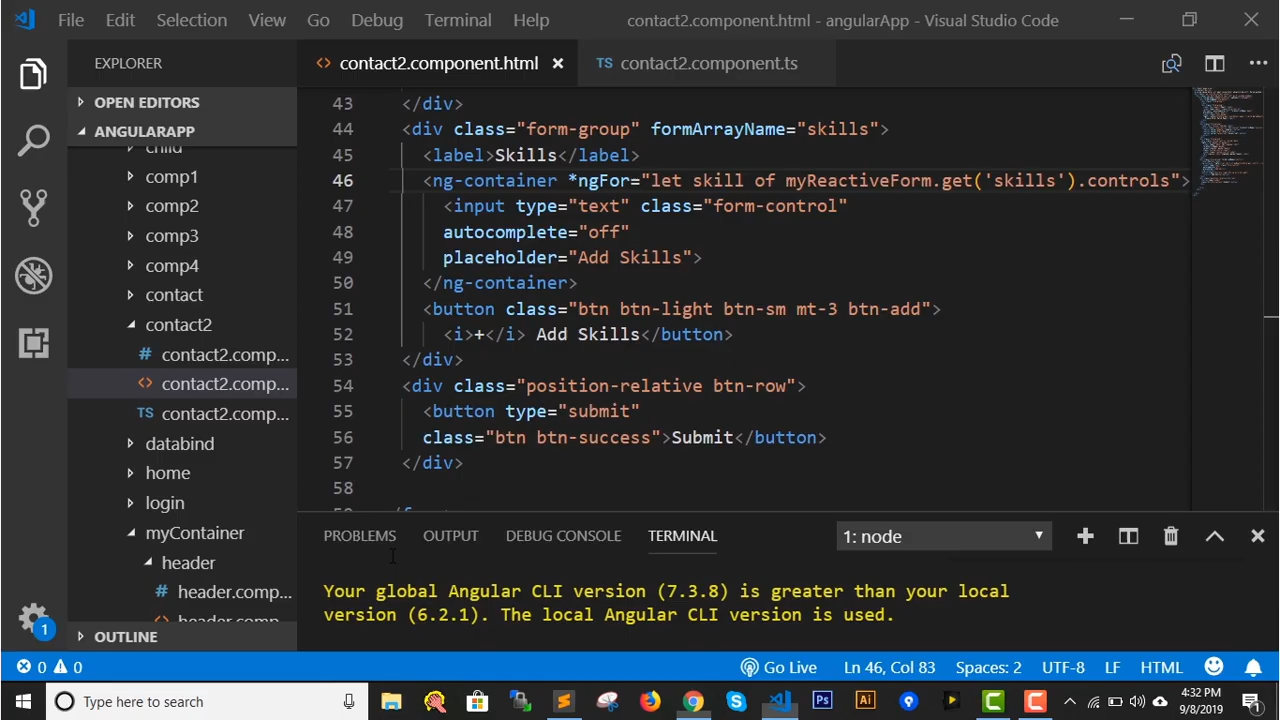 File Edit Selection View Go Debug Terminal Help contact2.component.html - angularApp - Visual Studio Code
EXPLORER
contact2.component.html
TS contact2.component.ts
OPEN EDITORS
ANGULARAPP
child
comp1
comp2
comp3
comp4
contact
contact2
# contact2.comp...
<> contact2.comp...
TS contact2.comp...
databind
home
login
myContainer
header
# header.comp...
<> header.comp...
OUTLINE
43 </div>
44 <div class="form-group" formArrayName="skills">
45 <label>Skills</label>
46 <ng-container *ngFor="let skill of myReactiveForm.get('skills').controls">
47 <input type="text" class="form-control"
48 autocomplete="off"
49 placeholder="Add Skills">
50 </ng-container>
51 <button class="btn btn-light btn-sm mt-3 btn-add">
52 <i>+</i> Add Skills</button>
53 </div>
54 <div class="position-relative btn-row">
55 <button type="submit"
56 class="btn btn-success">Submit</button>
57 </div>
58
PROBLEMS OUTPUT DEBUG CONSOLE TERMINAL 1: node
Your global Angular CLI version (7.3.8) is greater than your local
version (6.2.1). The local Angular CLI version is used.
1
0 0 Go Live Ln 46, Col 83 Spaces: 2 UTF-8 LF HTML
Type here to search
Ps Ai
4:32 PM
9/8/2019